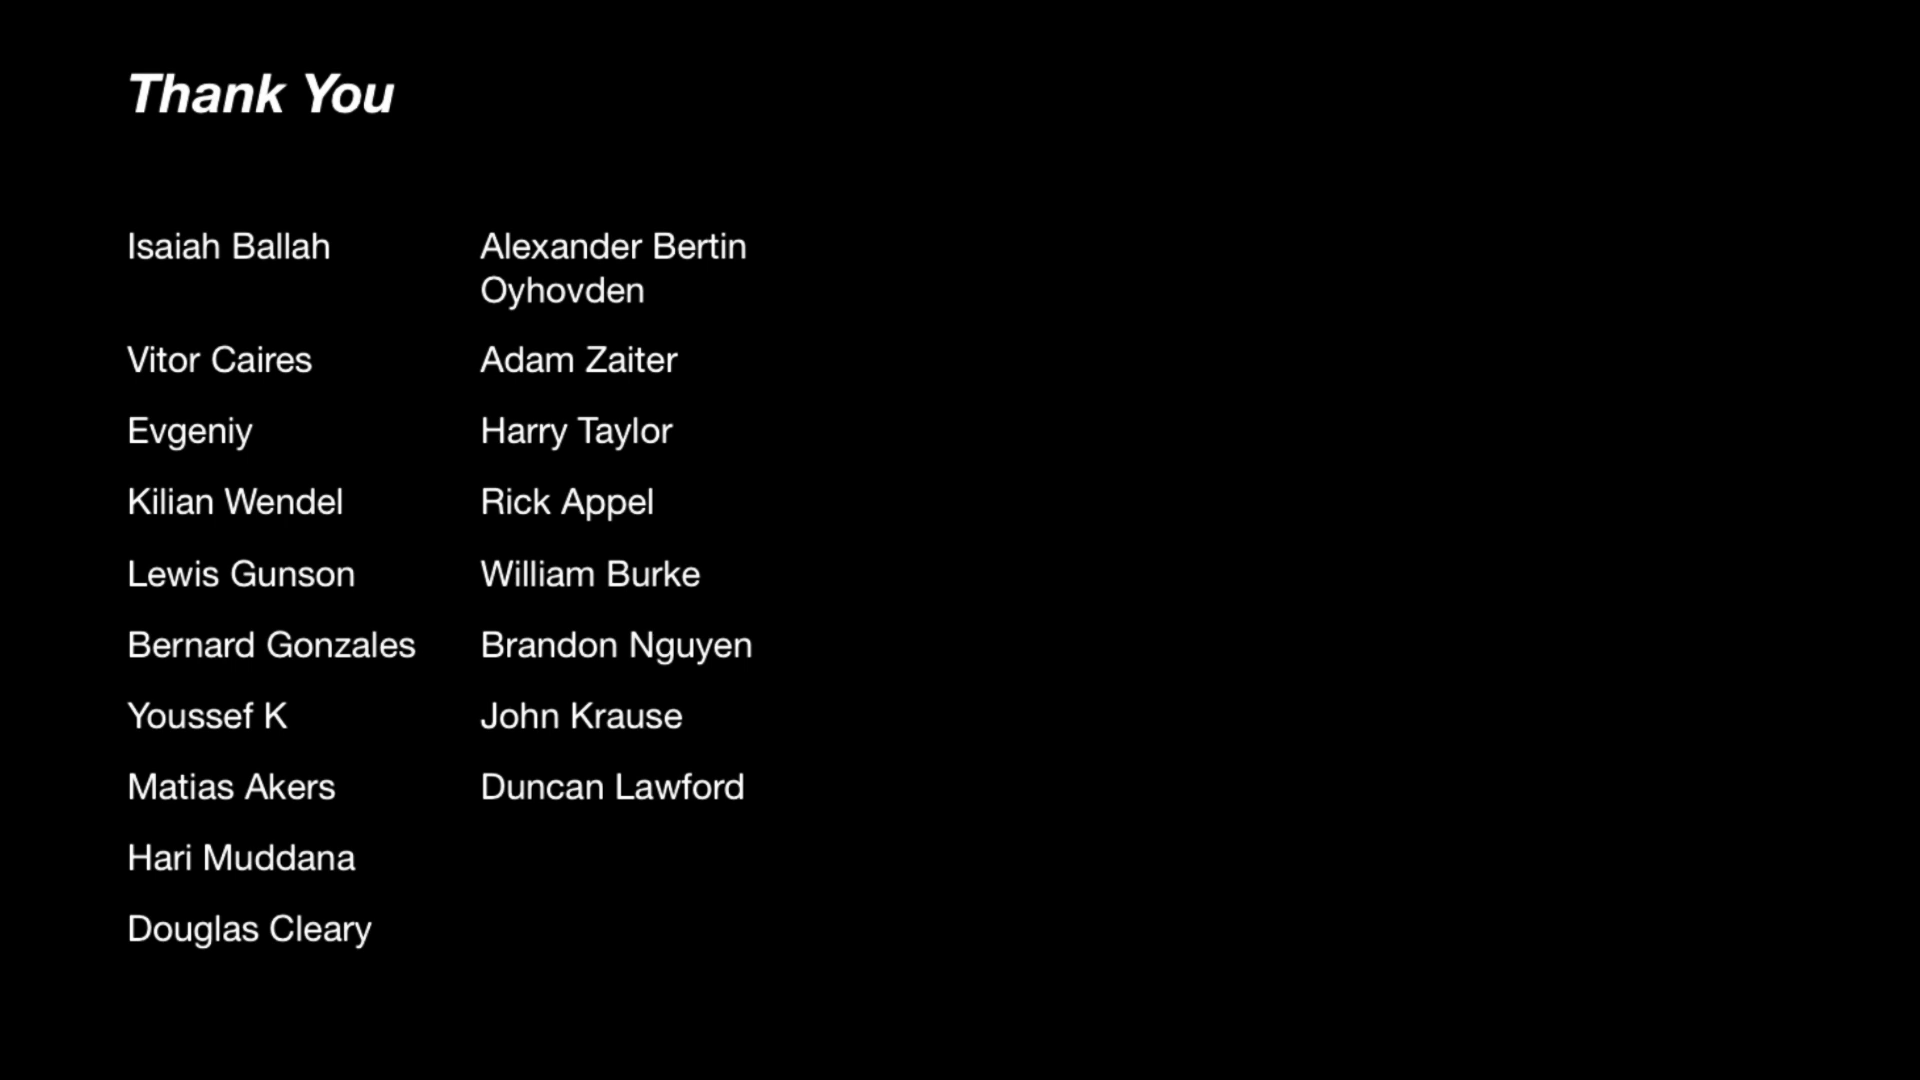 Thank You
Isaiah Ballah
Vitor Caires
Evgeniy
Kilian Wendel
Lewis Gunson
Bernard Gonzales
Youssef K
Matias Akers
Hari Muddana
Douglas Cleary
Alexander Bertin
Oyhovden
Adam Zaiter
Harry Taylor
Rick Appel
William Burke
Brandon Nguyen
John Krause
Duncan Lawford